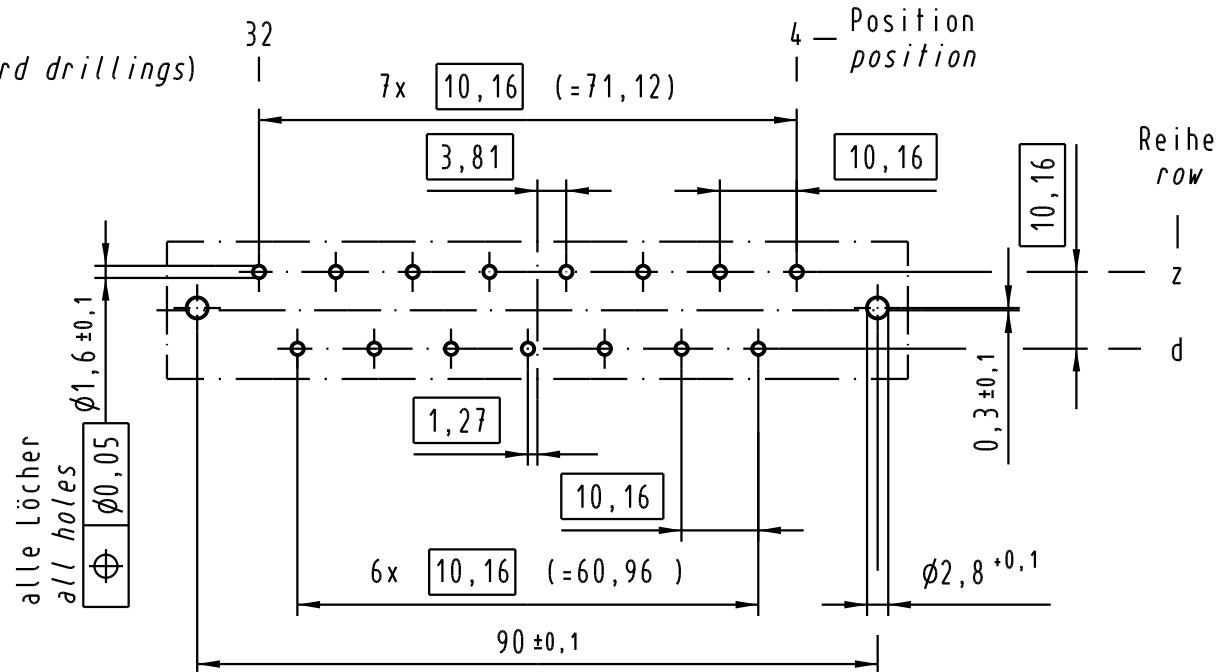 32
4
Position
position
rd drillings)
7x 10,16 (=71,12)
3,81
10,16
10,16
Reihe
row
z
d
Ø1,6 ±0,1
alle Löcher
all holes
Ø0,05
1,27
10,16
0,3 ±0,1
6x 10,16 (=60,96 )
Ø2,8 +0,1
90 ±0,1